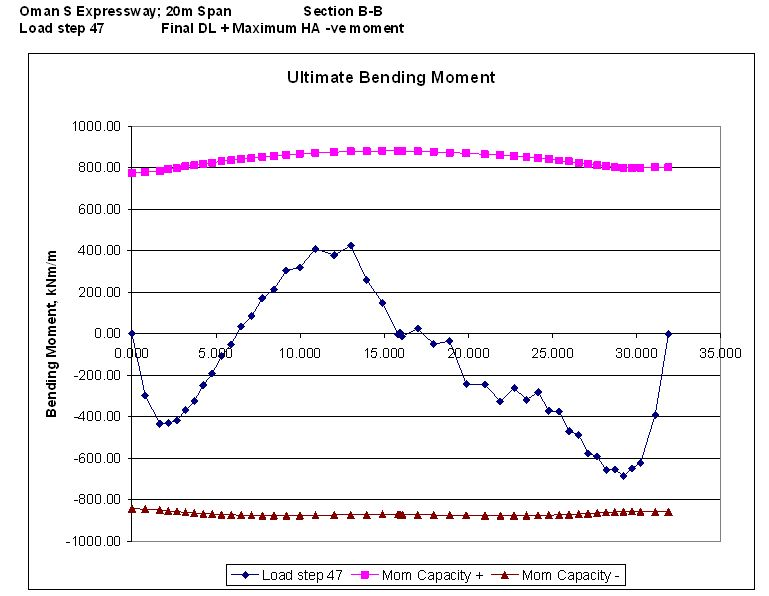 Oman S Expressway; 20m Span Section B-B
Load step 47 Final DL + Maximum HA -ve moment
Ultimate Bending Moment
1000.00
800.00
600.00
400.00
200.00
0.00
-200.00
-400.00
-600.00
-800.00
-1000.00
Bending Moment, kNm/m
0.000 5.000 10.000 15.000 20.000 25.000 30.000 35.000
Load step 47 Mom Capacity + Mom Capacity -